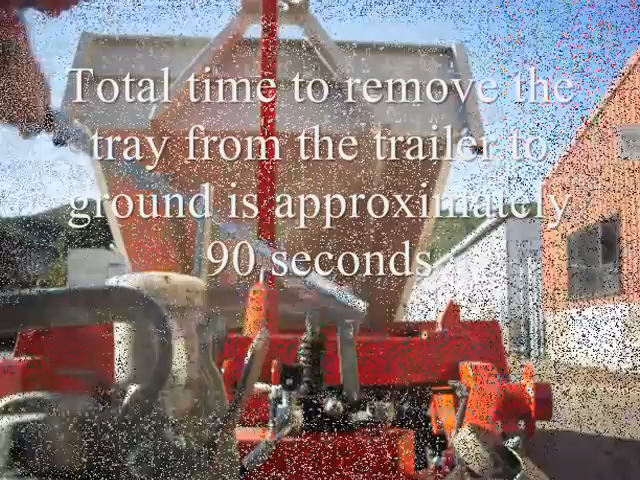 Total time to remove the
tray from the trailer to
ground is approximately
90 seconds